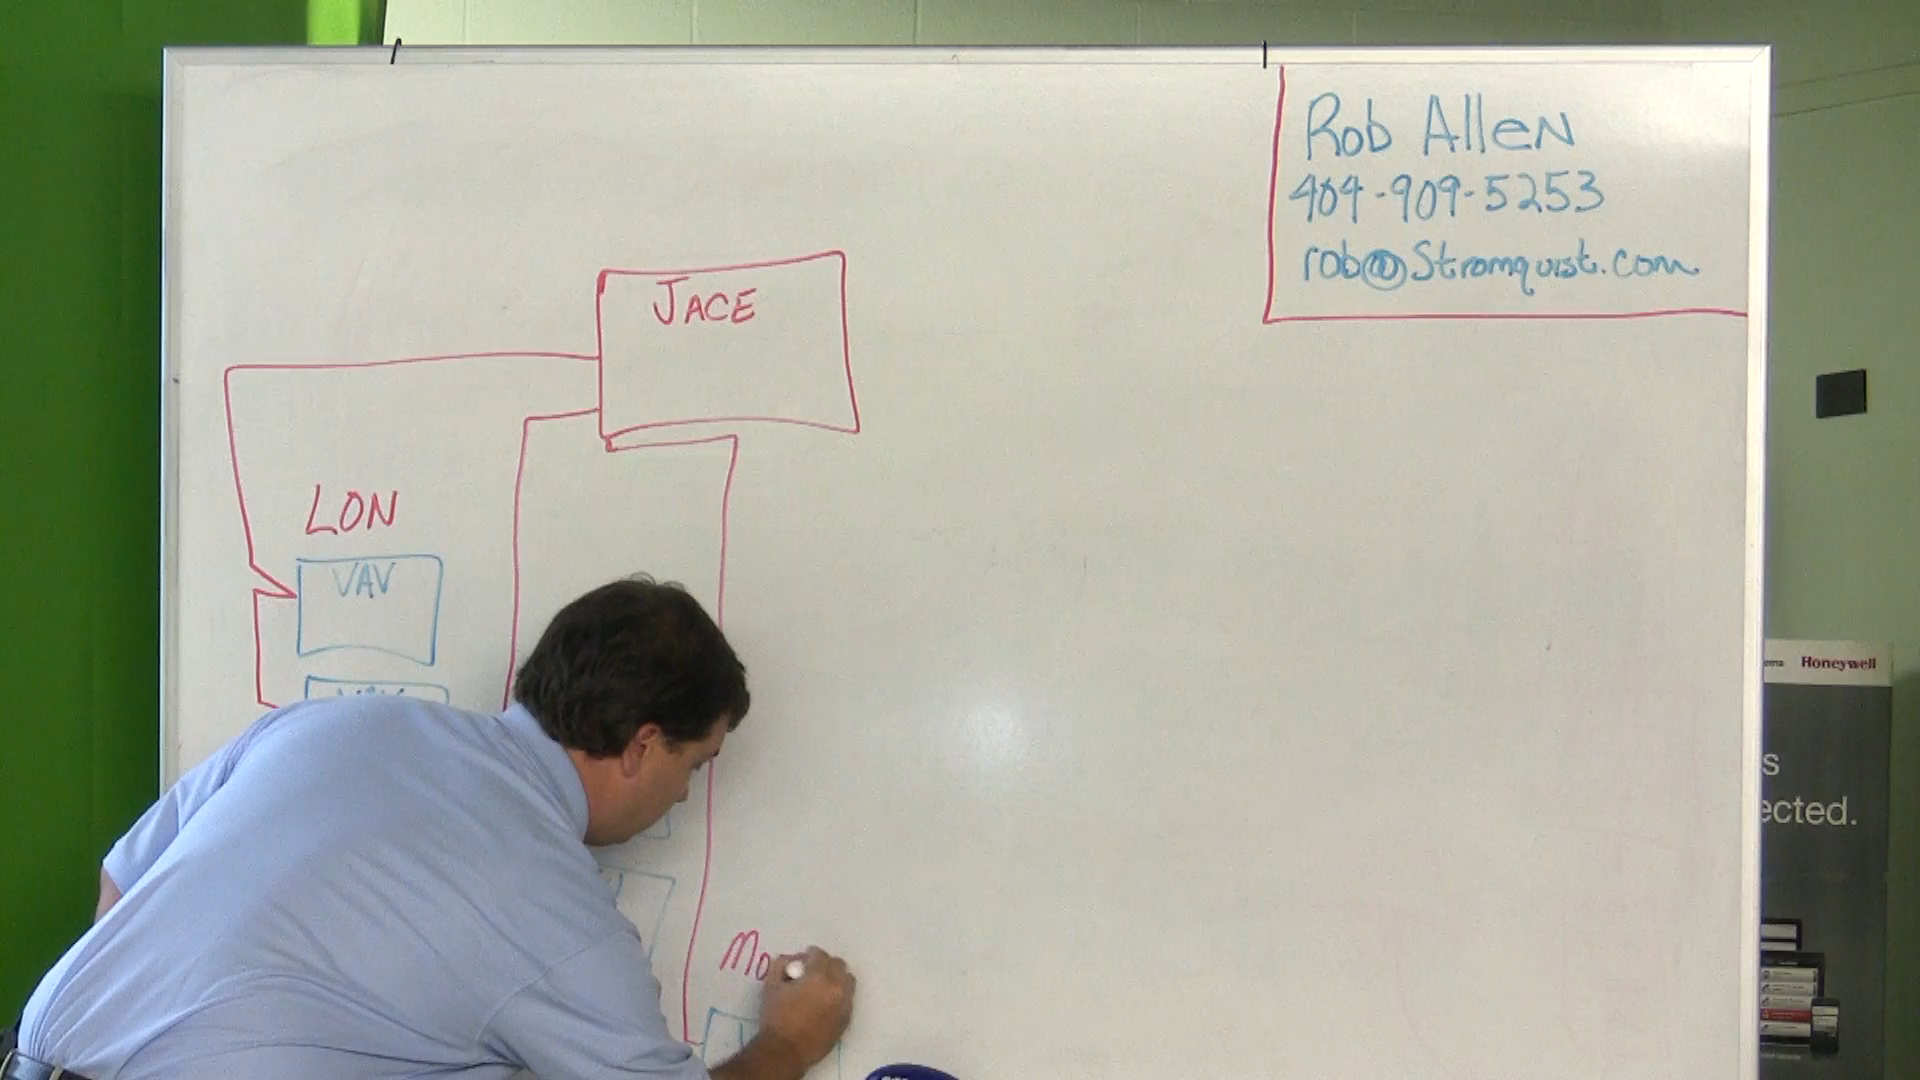 Rob Allen
404-909-5253
rob@Stromquist.com
JACE
LON
VAV
Mo
Honeywell
s
ected.